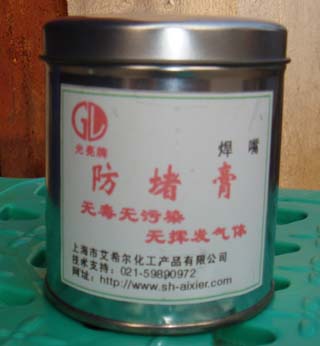 GL
光亮牌
焊嘴
防堵膏
无毒无污染
无挥发气体
上海市艾希尔化工产品有限公司
技术支持：021-59890972
网址：http://www.sh-aixier.com